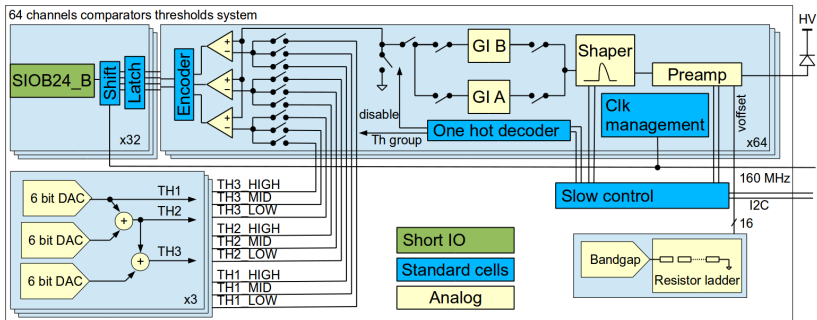 64 channels comparators thresholds system
HV
SIOB24_B
Shift
Latch
x32
Encoder
+
-
+
-
+
-
GI B
GI A
Shaper
Preamp
disable
Th group
One hot decoder
Clk
management
voffset
x64
160 MHz
Slow control
I2C
16
6 bit DAC
6 bit DAC
6 bit DAC
+
+
TH1
TH2
TH3
x3
TH3_HIGH
TH3_MID
TH3_LOW
TH2_HIGH
TH2_MID
TH2_LOW
TH1_HIGH
TH1_MID
TH1_LOW
Short IO
Standard cells
Analog
Bandgap
Resistor ladder